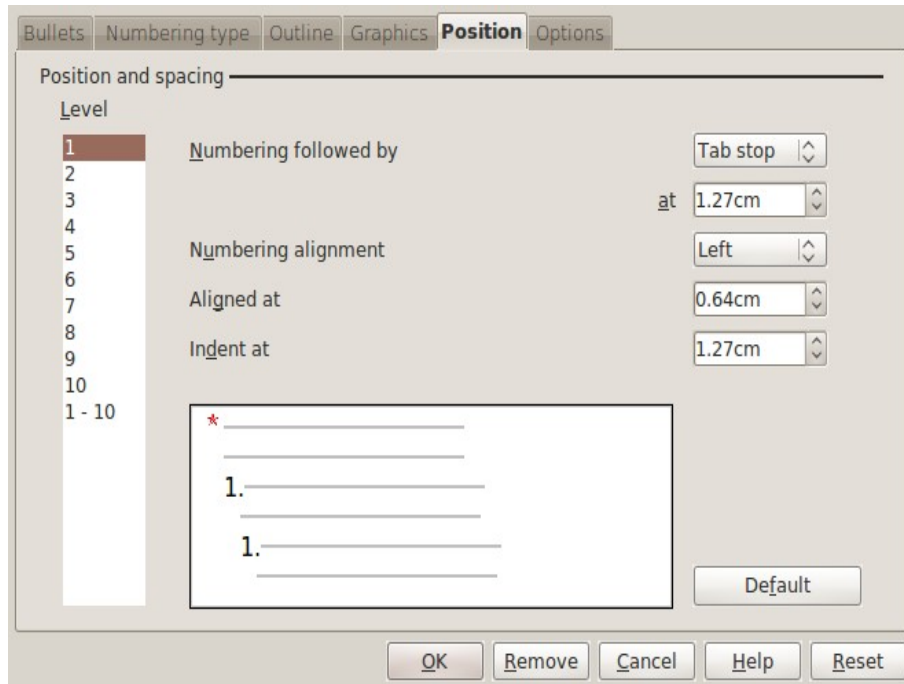 Bullets Numbering type Outline Graphics Position Options
Position and spacing
Level
1
2
3
4
5
6
7
8
9
10
1 - 10
Numbering followed by Tab stop
at 1.27cm
Numbering alignment Left
Aligned at 0.64cm
Indent at 1.27cm
1.
1.
Default
OK Remove Cancel Help Reset